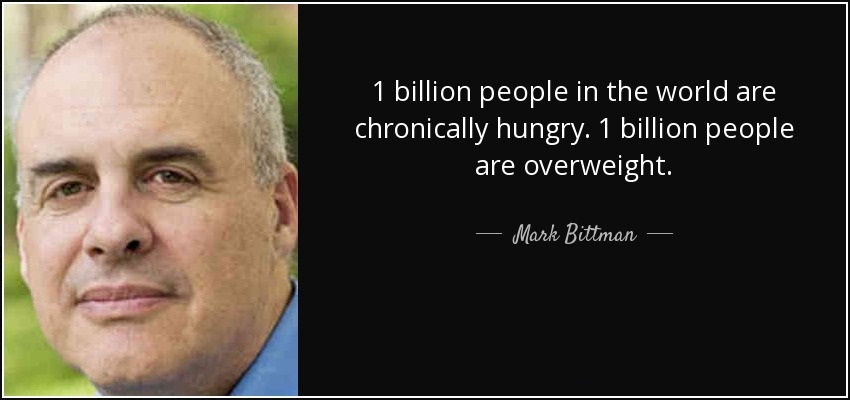 1 billion people in the world are
chronically hungry. 1 billion people
are overweight.
Mark Bittman